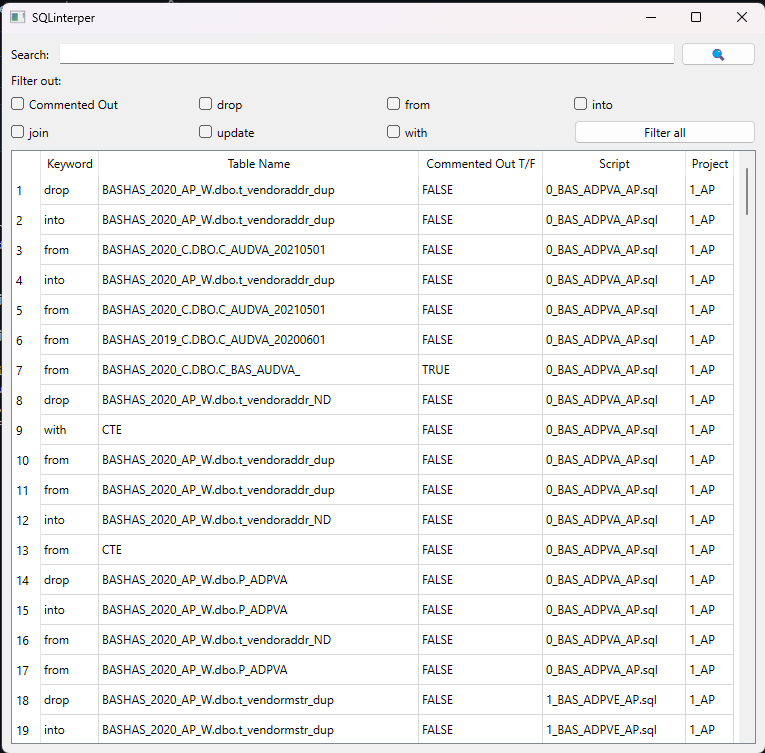 SQLinterper
Search:
Filter out:
Commented Out drop from into
join update with Filter all
Keyword Table Name Commented Out T/F Script Project
1 drop BASHAS_2020_AP_W.dbo.t_vendoraddr_dup FALSE 0_BAS_ADPVA_AP.sql 1_AP
2 into BASHAS_2020_AP_W.dbo.t_vendoraddr_dup FALSE 0_BAS_ADPVA_AP.sql 1_AP
3 from BASHAS_2020_C.DBO.C_AUDVA_20210501 FALSE 0_BAS_ADPVA_AP.sql 1_AP
4 into BASHAS_2020_AP_W.dbo.t_vendoraddr_dup FALSE 0_BAS_ADPVA_AP.sql 1_AP
5 from BASHAS_2020_C.DBO.C_AUDVA_20210501 FALSE 0_BAS_ADPVA_AP.sql 1_AP
6 from BASHAS_2019_C.DBO.C_AUDVA_20200601 FALSE 0_BAS_ADPVA_AP.sql 1_AP
7 from BASHAS_2020_C.DBO.C_BAS_AUDVA_ TRUE 0_BAS_ADPVA_AP.sql 1_AP
8 drop BASHAS_2020_AP_W.dbo.t_vendoraddr_ND FALSE 0_BAS_ADPVA_AP.sql 1_AP
9 with CTE FALSE 0_BAS_ADPVA_AP.sql 1_AP
10 from BASHAS_2020_AP_W.dbo.t_vendoraddr_dup FALSE 0_BAS_ADPVA_AP.sql 1_AP
11 from BASHAS_2020_AP_W.dbo.t_vendoraddr_dup FALSE 0_BAS_ADPVA_AP.sql 1_AP
12 into BASHAS_2020_AP_W.dbo.t_vendoraddr_ND FALSE 0_BAS_ADPVA_AP.sql 1_AP
13 from CTE FALSE 0_BAS_ADPVA_AP.sql 1_AP
14 drop BASHAS_2020_AP_W.dbo.P_ADPVA FALSE 0_BAS_ADPVA_AP.sql 1_AP
15 into BASHAS_2020_AP_W.dbo.P_ADPVA FALSE 0_BAS_ADPVA_AP.sql 1_AP
16 from BASHAS_2020_AP_W.dbo.t_vendoraddr_ND FALSE 0_BAS_ADPVA_AP.sql 1_AP
17 from BASHAS_2020_AP_W.dbo.P_ADPVA FALSE 0_BAS_ADPVA_AP.sql 1_AP
18 drop BASHAS_2020_AP_W.dbo.t_vendormstr_dup FALSE 1_BAS_ADPVE_AP.sql 1_AP
19 into BASHAS_2020_AP_W.dbo.t_vendormstr_dup FALSE 1_BAS_ADPVE_AP.sql 1_AP